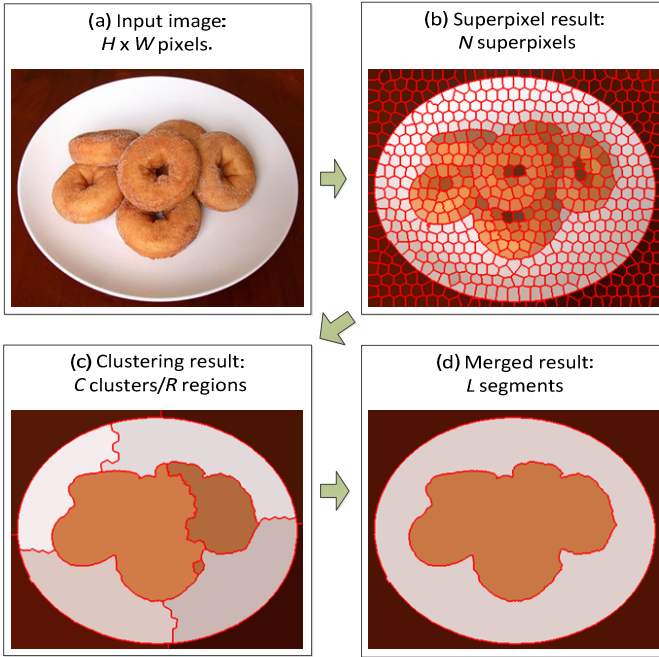 (a) Input image:
H x W pixels.
(b) Superpixel result:
N superpixels
(c) Clustering result:
C clusters/R regions
(d) Merged result:
L segments